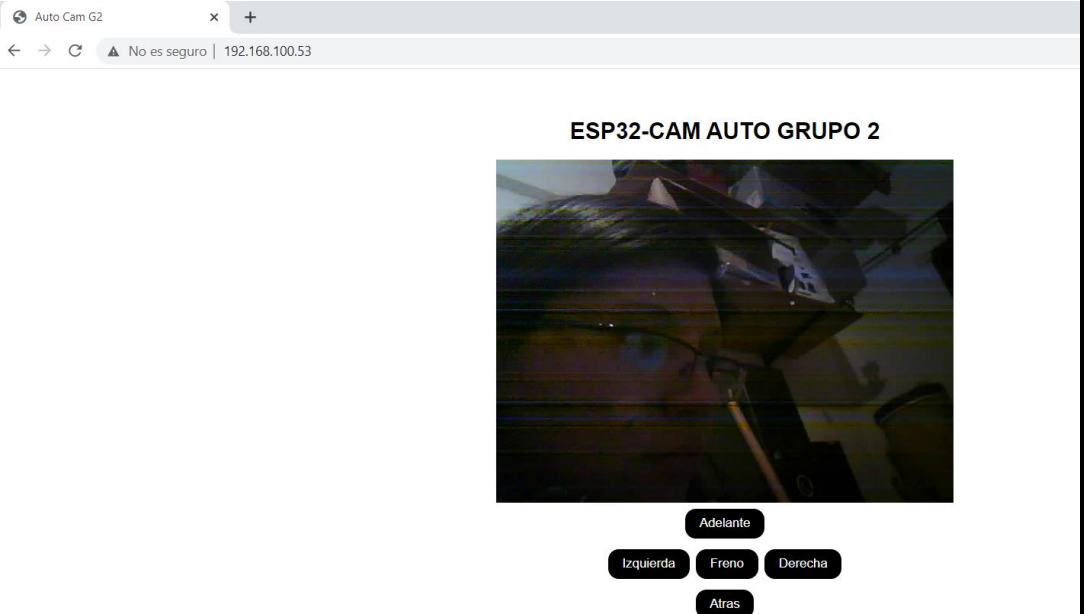 Auto Cam G2
No es seguro | 192.168.100.53
ESP32-CAM AUTO GRUPO 2
Adelante
Izquierda Freno Derecha
Atras